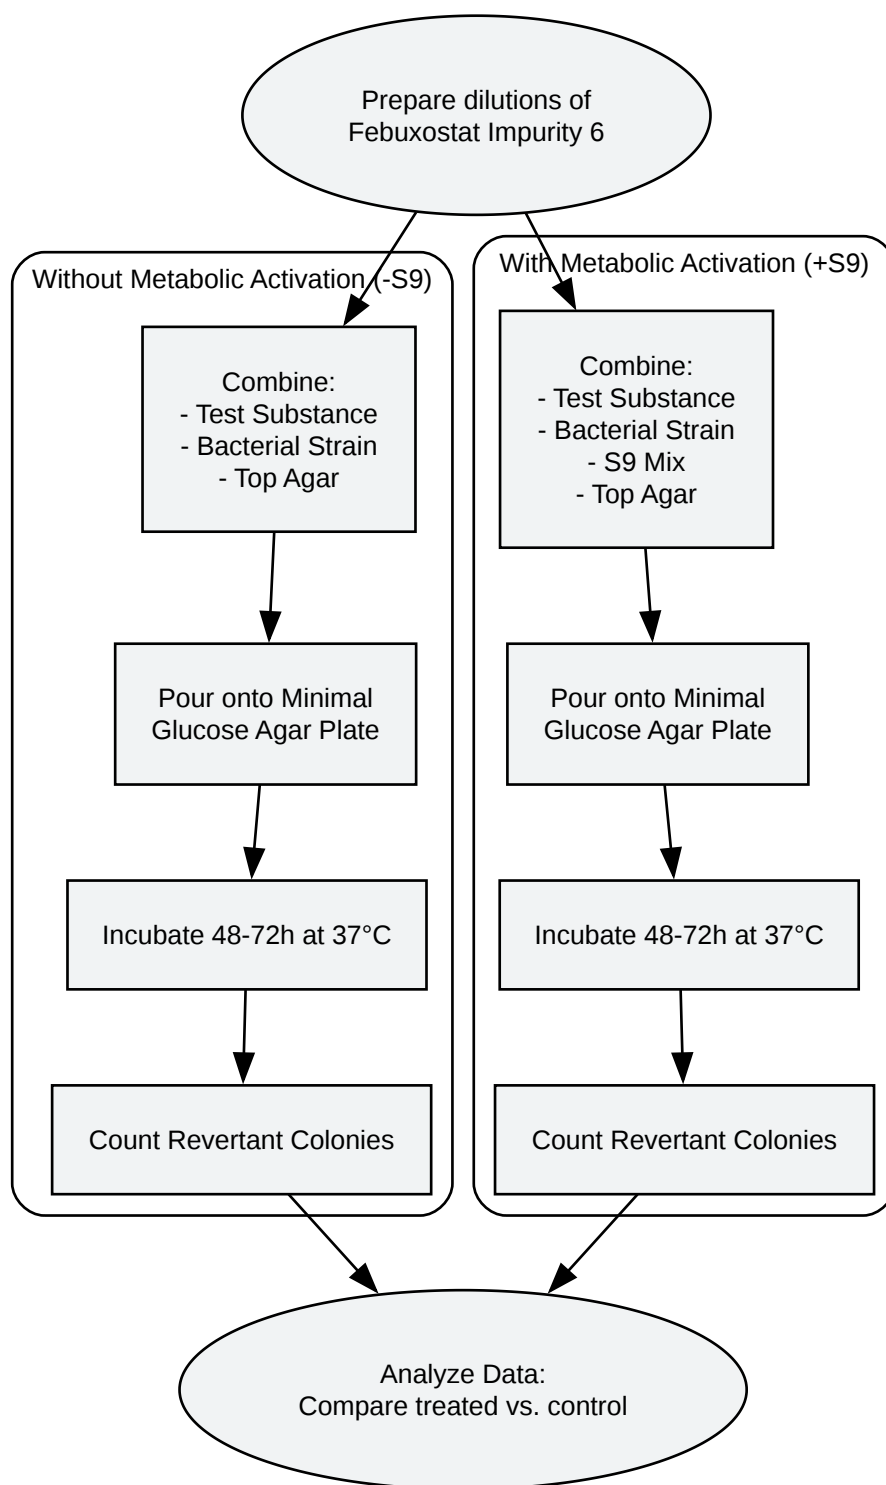 Prepare dilutions of
Febuxostat Impurity 6
Without Metabolic Activation (-S9)
Combine:
- Test Substance
- Bacterial Strain
- Top Agar
Pour onto Minimal
Glucose Agar Plate
Incubate 48-72h at 37°C
Count Revertant Colonies
With Metabolic Activation (+S9)
Combine:
- Test Substance
- Bacterial Strain
- S9 Mix
- Top Agar
Pour onto Minimal
Glucose Agar Plate
Incubate 48-72h at 37°C
Count Revertant Colonies
Analyze Data:
Compare treated vs. control